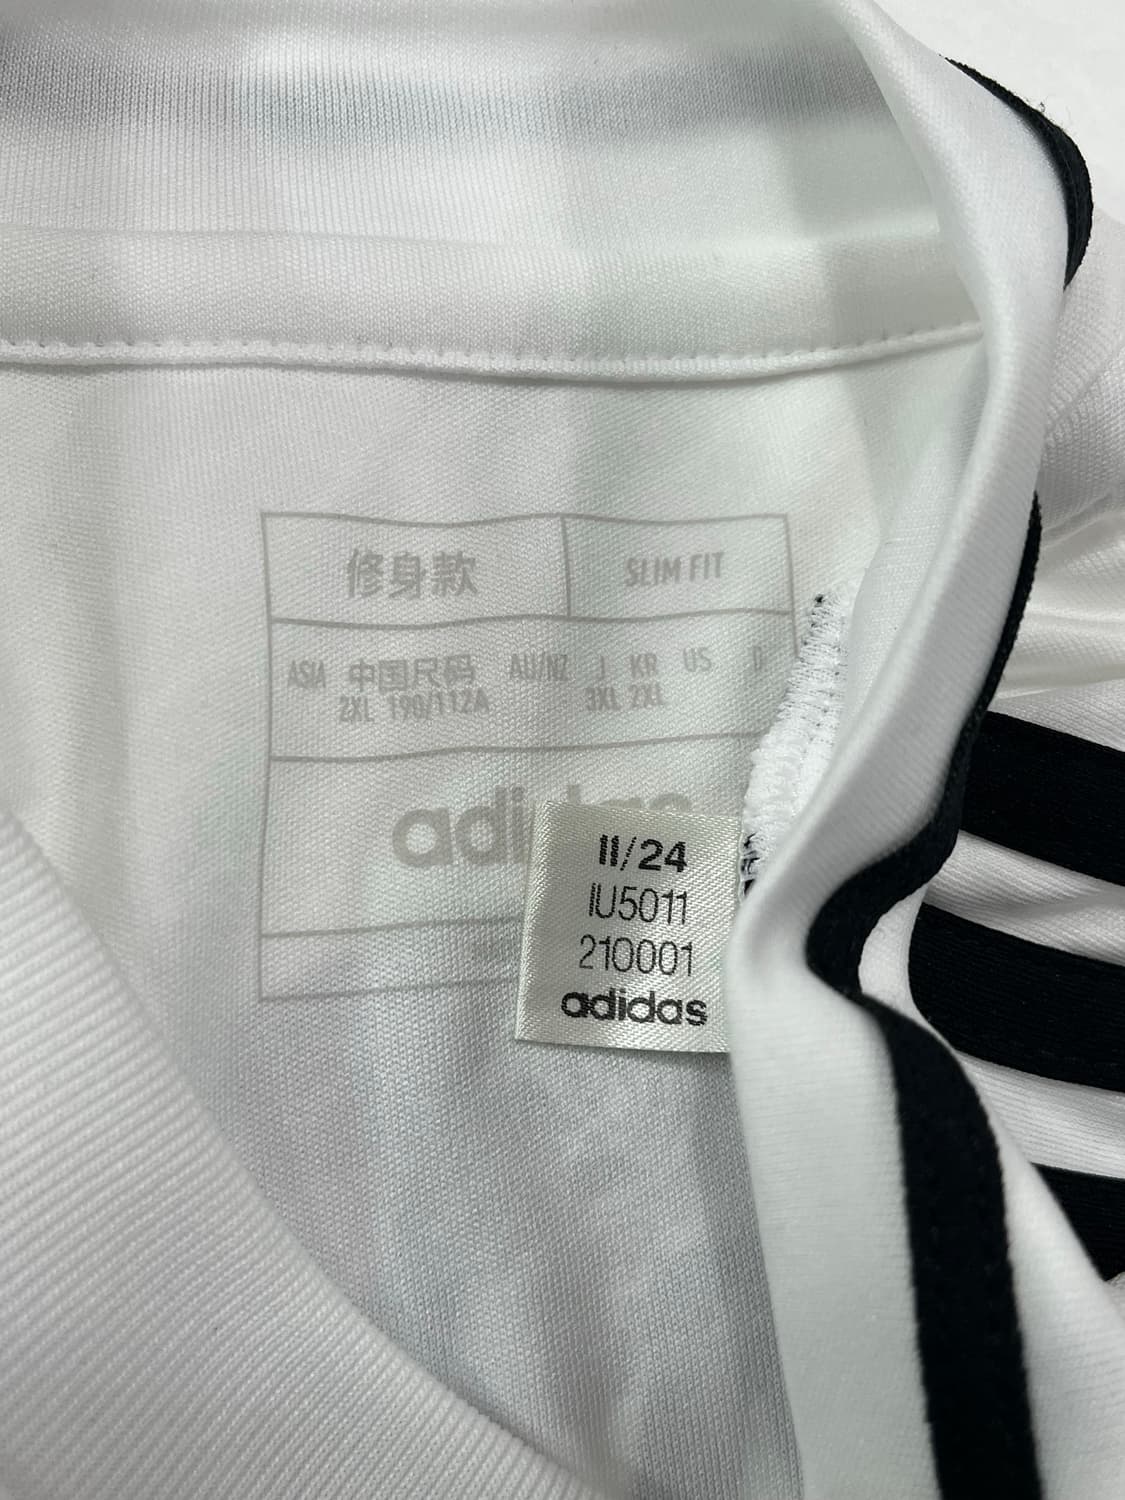 修身款 SLIM FIT
ASIA 中国尺码 AU/NZ J KR US D
2XL 190/112A 3XL 2XL
adidas
11/24
IU5011
210001
adidas